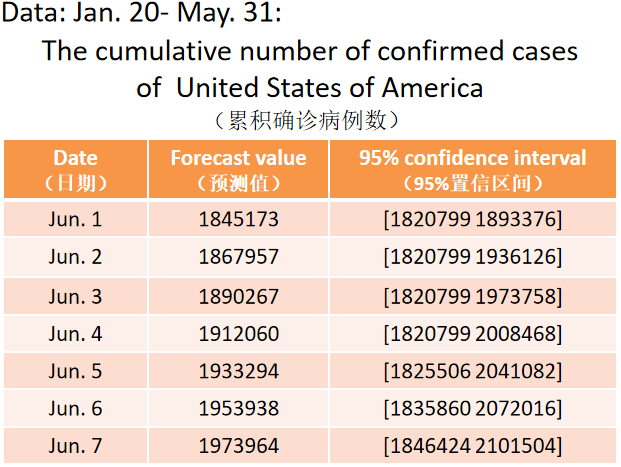 Data: Jan. 20- May. 31:
The cumulative number of confirmed cases
of United States of America
（累积确诊病例数）
Date Forecast value 95% confidence interval
（日期） （预测值） （95%置信区间）
Jun. 1 1845173 [1820799 1893376]
Jun. 2 1867957 [1820799 1936126]
Jun. 3 1890267 [1820799 1973758]
Jun. 4 1912060 [1820799 2008468]
Jun. 5 1933294 [1825506 2041082]
Jun. 6 1953938 [1835860 2072016]
Jun. 7 1973964 [1846424 2101504]